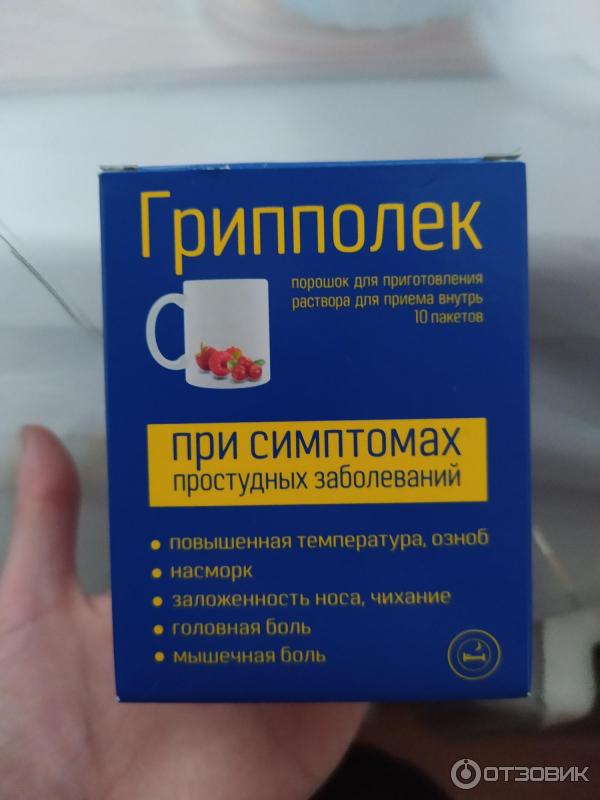 Грипполек
порошок для приготовления
раствора для приема внутрь
10 пакетов
при симптомах
простудных заболеваний
• повышенная температура, озноб
• насморк
• заложенность носа, чихание
• головная боль
• мышечная боль
ОТЗОВИК